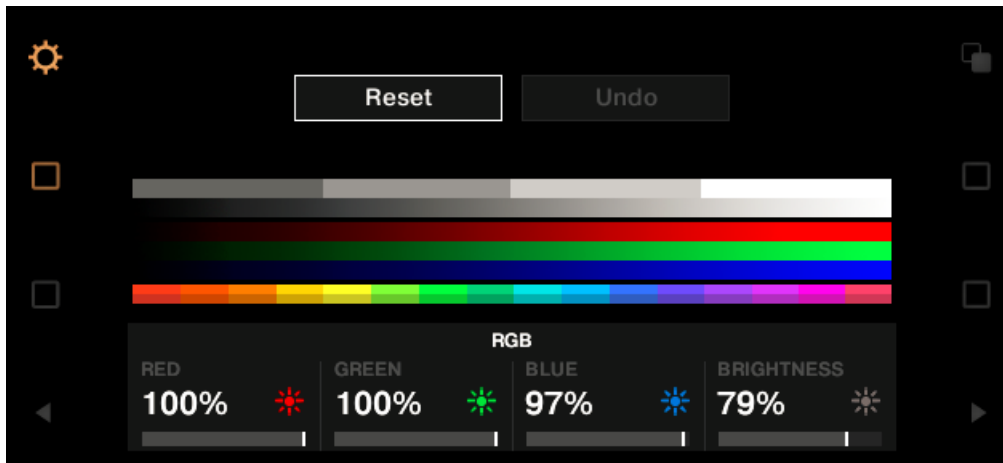 Reset Undo
RGB
RED GREEN BLUE BRIGHTNESS
100% 100% 97% 79%